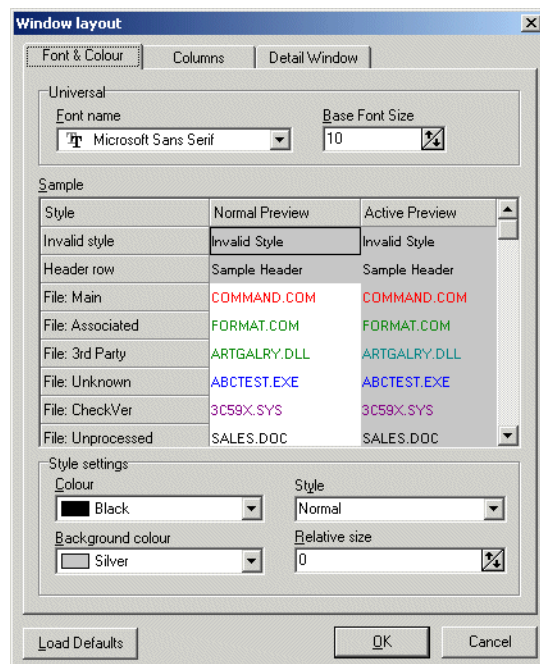 Window layout
Font & Colour Columns Detail Window
Universal
Font name Base Font Size
Microsoft Sans Serif 10
Sample
Style Normal Preview Active Preview
Invalid style Invalid Style Invalid Style
Header row Sample Header Sample Header
File: Main COMMAND.COM COMMAND.COM
File: Associated FORMAT.COM FORMAT.COM
File: 3rd Party ARTGALRY.DLL ARTGALRY.DLL
File: Unknown ABCTEST.EXE ABCTEST.EXE
File: CheckVer 3C59X.SYS 3C59X.SYS
File: Unprocessed SALES.DOC SALES.DOC
Style settings
Colour Style
Black Normal
Background colour Relative size
Silver 0
Load Defaults OK Cancel